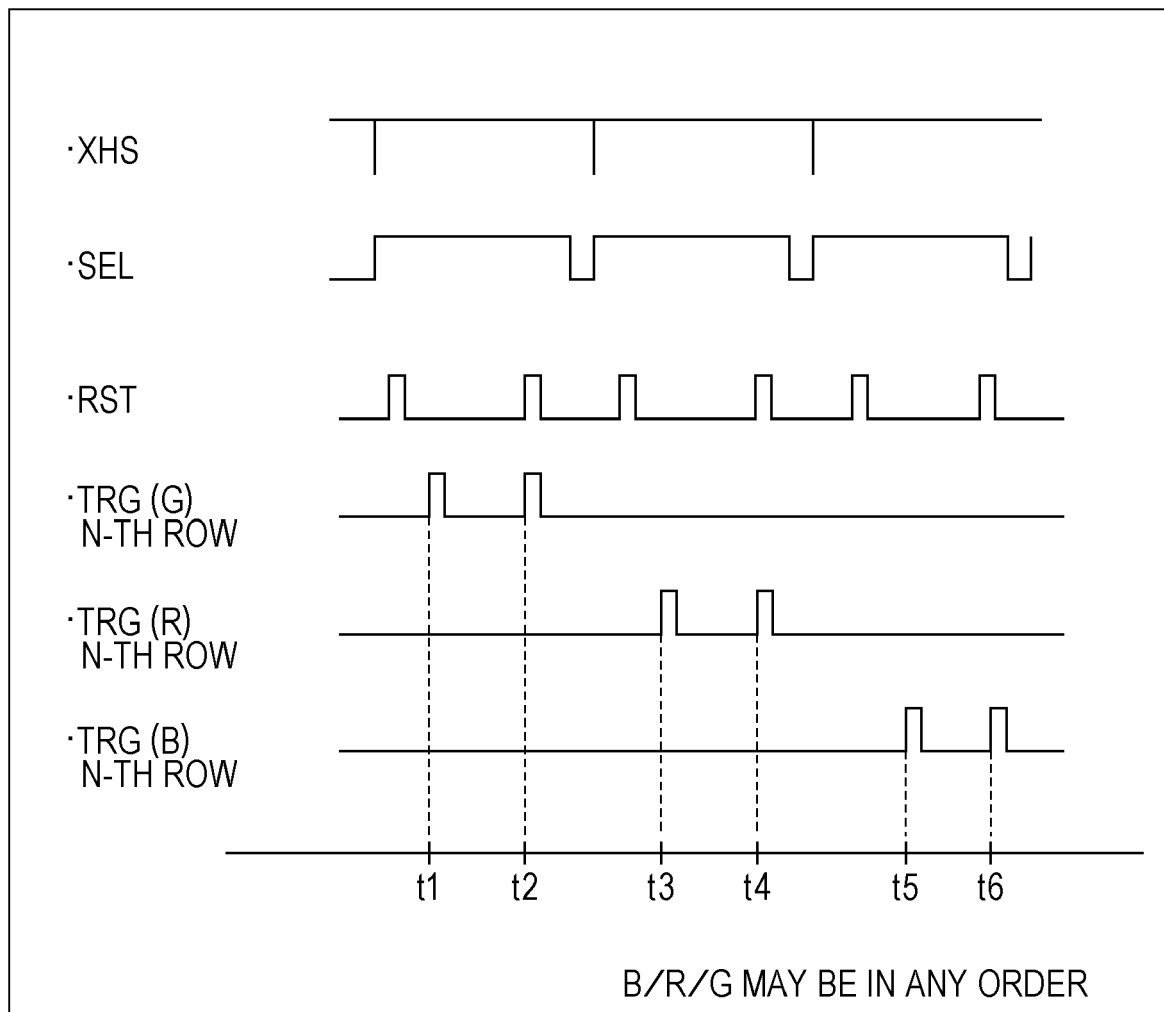 ·XHS
·SEL
·RST
·TRG (G)
N-TH ROW
·TRG (R)
N-TH ROW
·TRG (B)
N-TH ROW
t1 t2 t3 t4 t5 t6
B/R/G MAY BE IN ANY ORDER